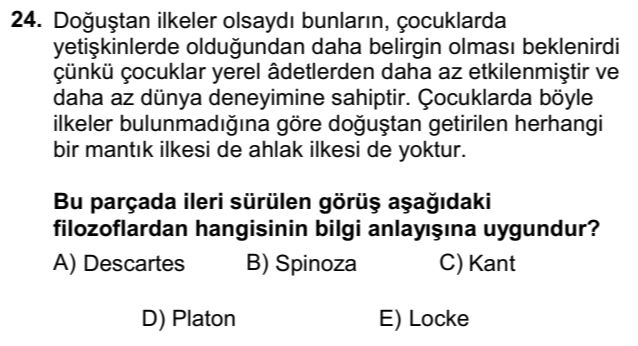 24. Doğuştan ilkeler olsaydı bunların, çocuklarda
yetişkinlerde olduğundan daha belirgin olması beklenirdi
çünkü çocuklar yerel âdetlerden daha az etkilenmiştir ve
daha az dünya deneyimine sahiptir. Çocuklarda böyle
ilkeler bulunmadığına göre doğuştan getirilen herhangi
bir mantık ilkesi de ahlak ilkesi de yoktur.
Bu parçada ileri sürülen görüş aşağıdaki
filozoflardan hangisinin bilgi anlayışına uygundur?
A) Descartes B) Spinoza C) Kant
D) Platon E) Locke